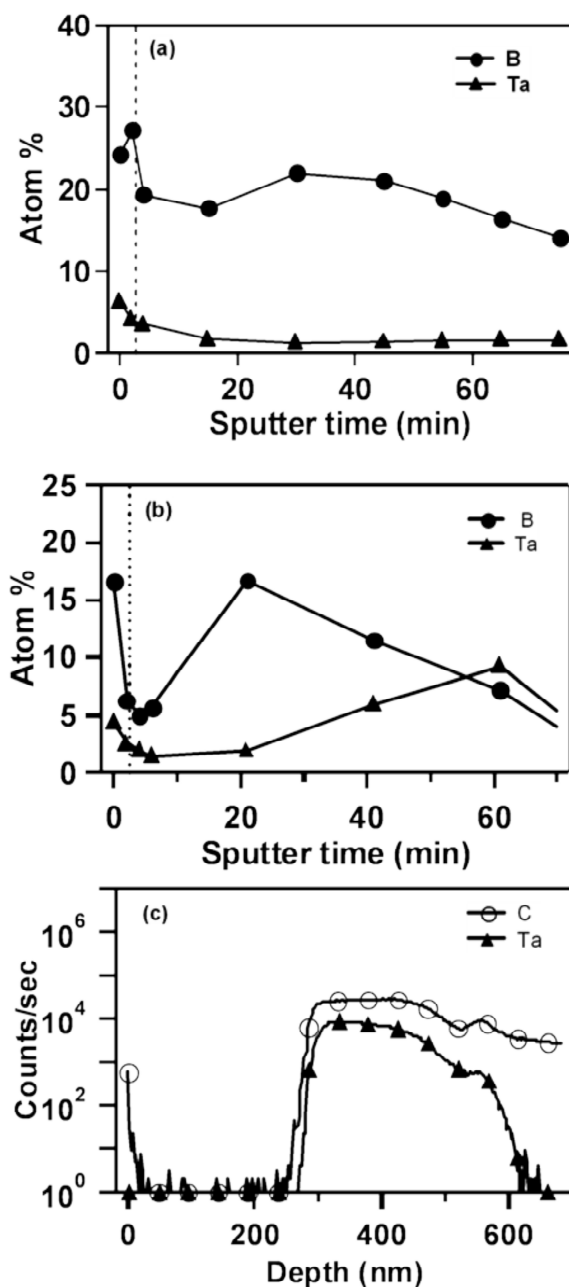 (a)
B
Ta
Atom %
40
30
20
10
0
0 20 40 60
Sputter time (min)
(b)
B
Ta
Atom %
25
20
15
10
5
0
0 20 40 60
Sputter time (min)
(c)
C
Ta
Counts/sec
10^6
10^4
10^2
10^0
0 200 400 600
Depth (nm)